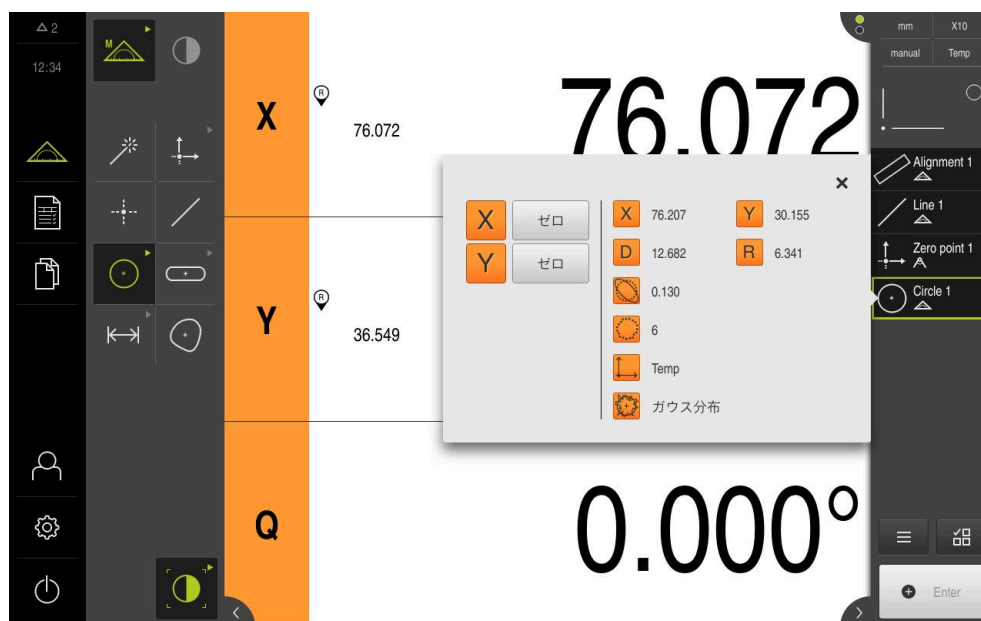 2
12:34
M
X
R
76.072
76.072
Y
R
36.549
Q
0.000°
X ゼロ
Y ゼロ
X 76.207 Y 30.155
D 12.682 R 6.341
0.130
6
Temp
ガウス分布
mm X10
manual Temp
Alignment 1
Line 1
Zero point 1
Circle 1
Enter